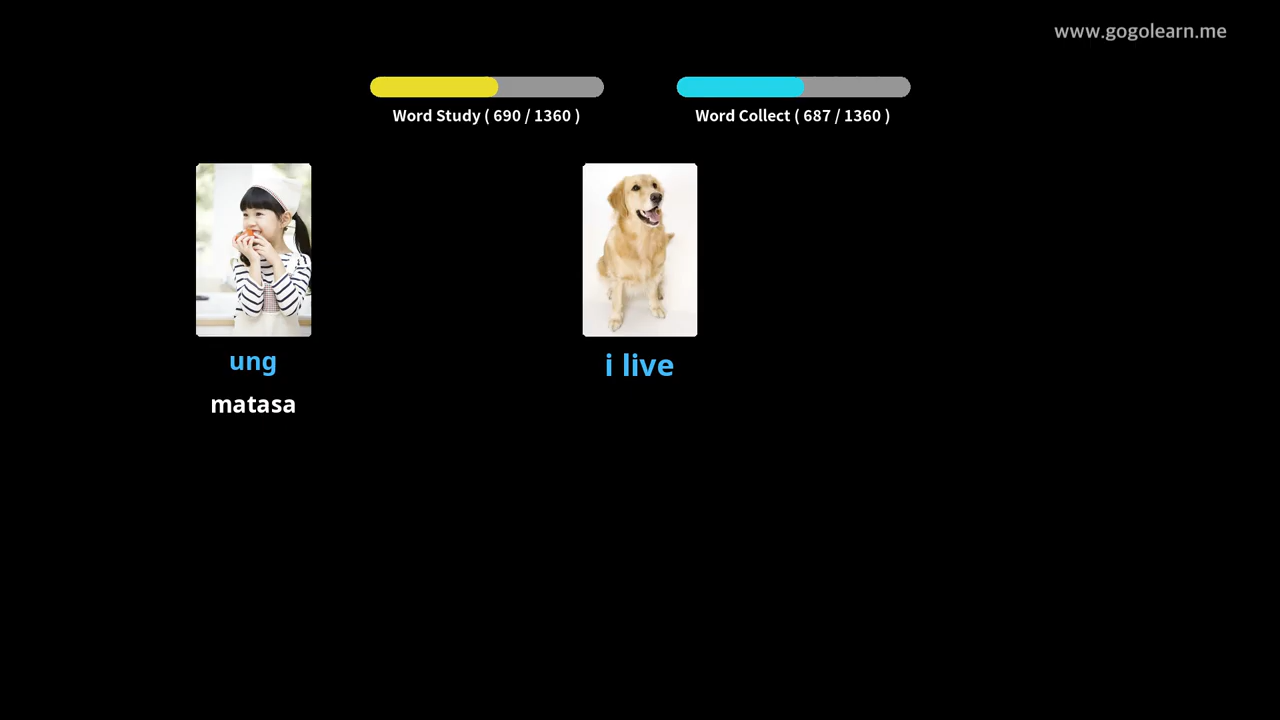 www.gogolearn.me
Word Study ( 690 / 1360 )
Word Collect ( 687 / 1360 )
ung
matasa
i live